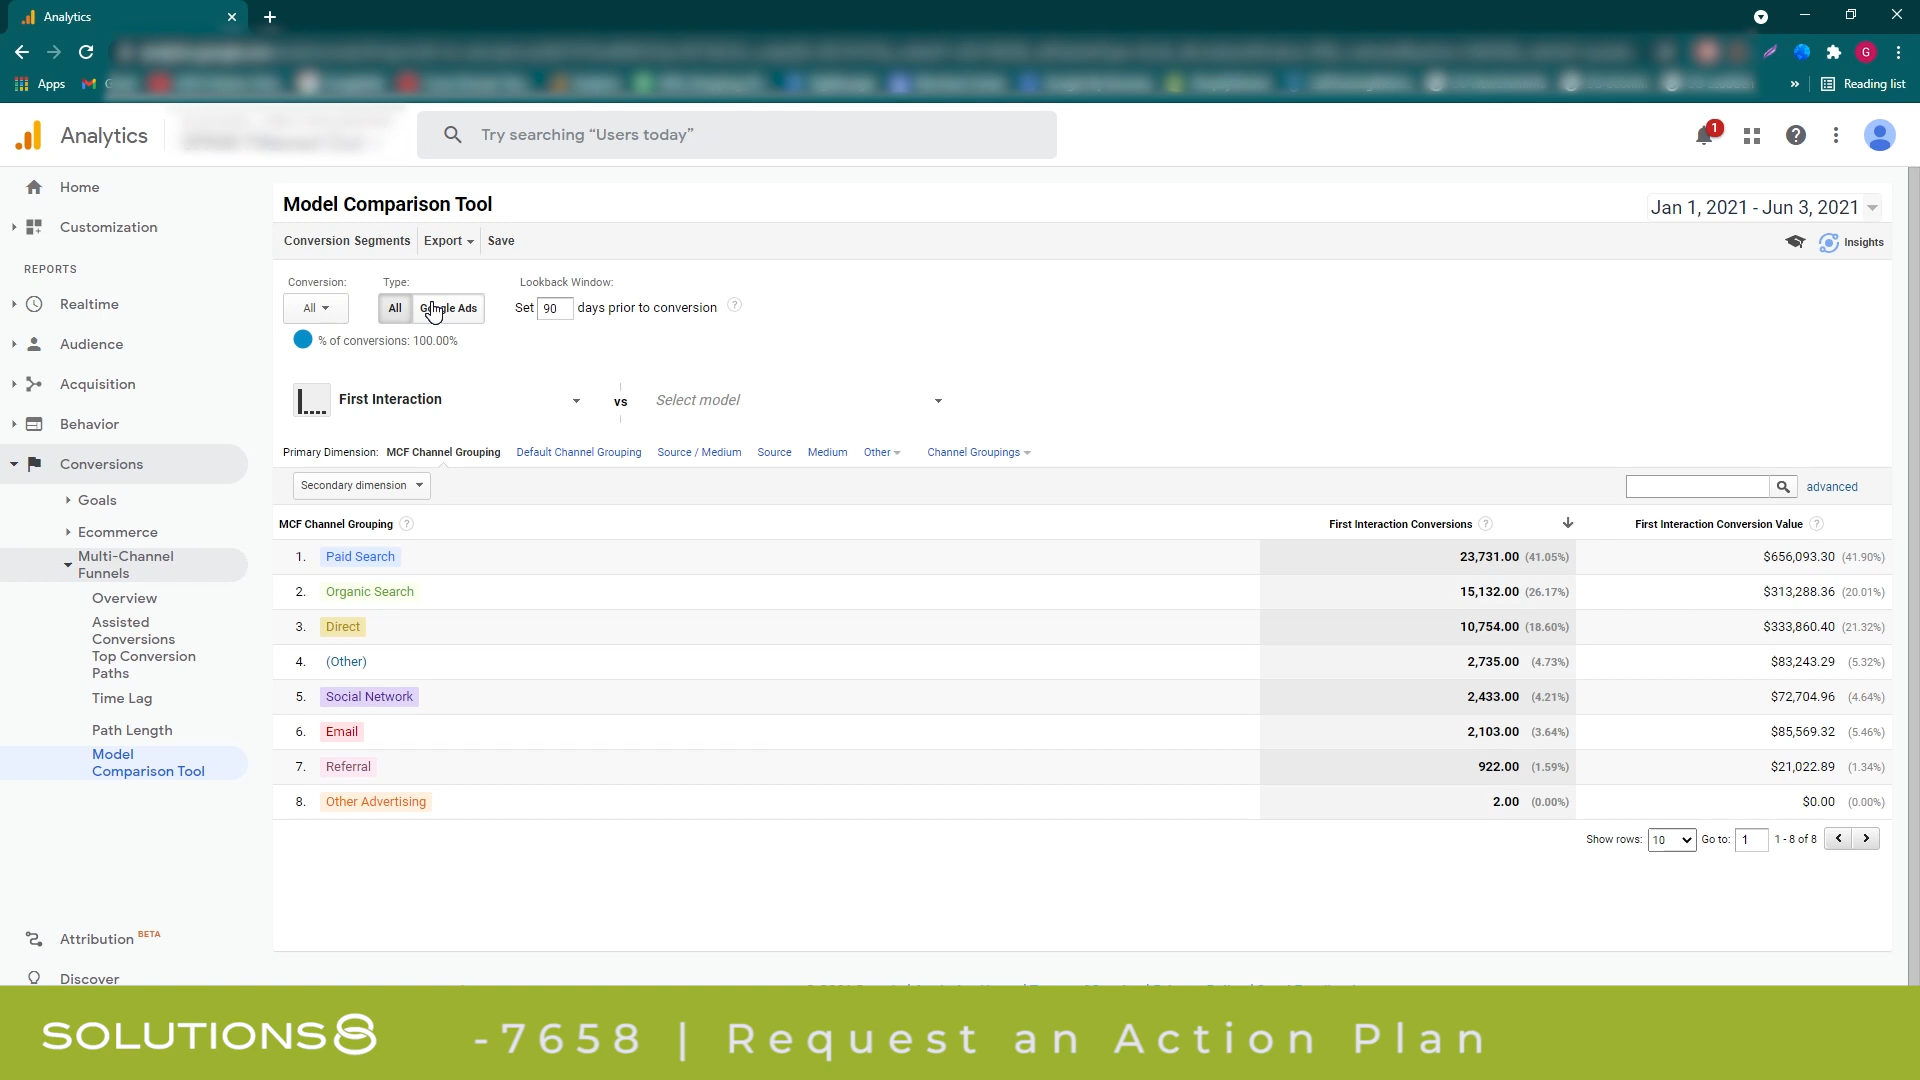 Analytics
Apps
Reading list
G
Analytics
Try searching “Users today”
1
Home
Customization
REPORTS
Realtime
Audience
Acquisition
Behavior
Conversions
Goals
Ecommerce
Multi-Channel
Funnels
Overview
Assisted
Conversions
Top Conversion
Paths
Time Lag
Path Length
Model
Comparison Tool
Attribution BETA
Discover
Model Comparison Tool
Jan 1, 2021 - Jun 3, 2021
Conversion Segments Export Save
Insights
Conversion: Type: Lookback Window:
All All Google Ads Set 90 days prior to conversion ?
% of conversions: 100.00%
First Interaction vs Select model
Primary Dimension: MCF Channel Grouping Default Channel Grouping Source / Medium Source Medium Other Channel Groupings
Secondary dimension
advanced
MCF Channel Grouping ? First Interaction Conversions ? First Interaction Conversion Value ?
1. Paid Search 23,731.00 (41.05%) $656,093.30 (41.90%)
2. Organic Search 15,132.00 (26.17%) $313,288.36 (20.01%)
3. Direct 10,754.00 (18.60%) $333,860.40 (21.32%)
4. (Other) 2,735.00 (4.73%) $83,243.29 (5.32%)
5. Social Network 2,433.00 (4.21%) $72,704.96 (4.64%)
6. Email 2,103.00 (3.64%) $85,569.32 (5.46%)
7. Referral 922.00 (1.59%) $21,022.89 (1.34%)
8. Other Advertising 2.00 (0.00%) $0.00 (0.00%)
Show rows: 10 Go to: 1 1 - 8 of 8
SOLUTIONS8
-7658 | Request an Action Plan